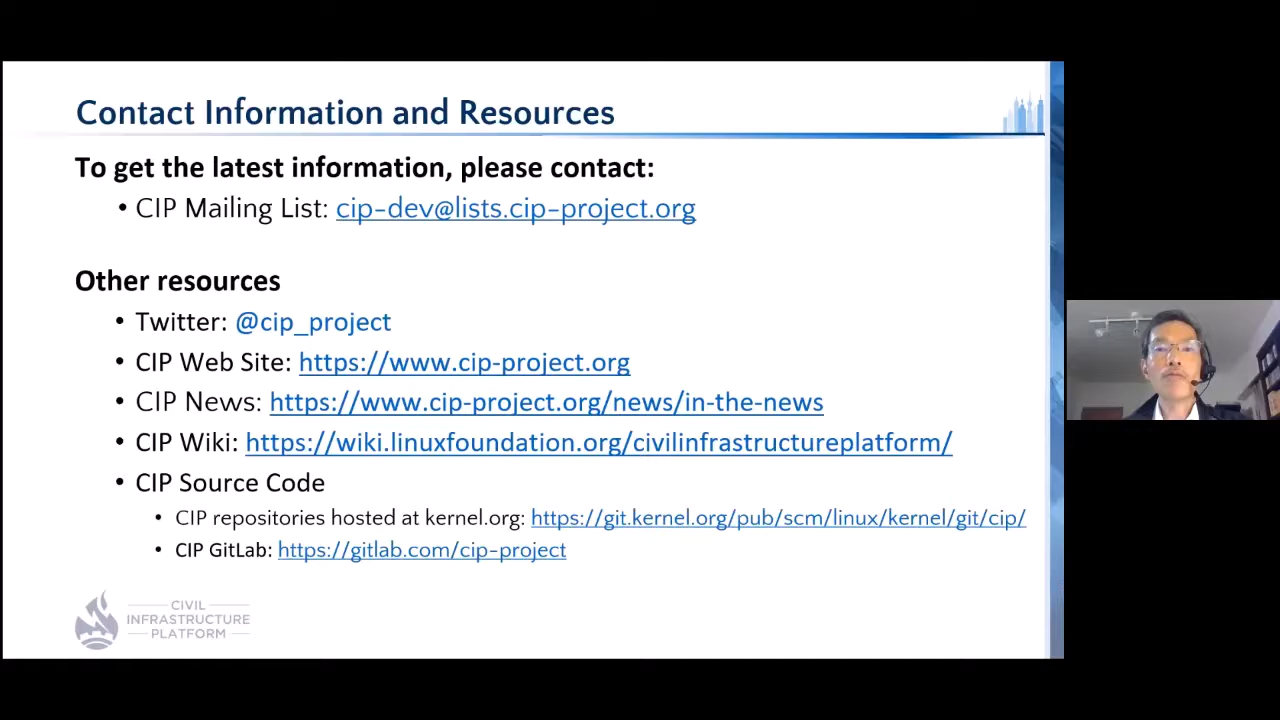 Contact Information and Resources
To get the latest information, please contact:
• CIP Mailing List: cip-dev@lists.cip-project.org
Other resources
• Twitter: @cip_project
• CIP Web Site: https://www.cip-project.org
• CIP News: https://www.cip-project.org/news/in-the-news
• CIP Wiki: https://wiki.linuxfoundation.org/civilinfrastructureplatform/
• CIP Source Code
• CIP repositories hosted at kernel.org: https://git.kernel.org/pub/scm/linux/kernel/git/cip/
• CIP GitLab: https://gitlab.com/cip-project
CIVIL
INFRASTRUCTURE
PLATFORM